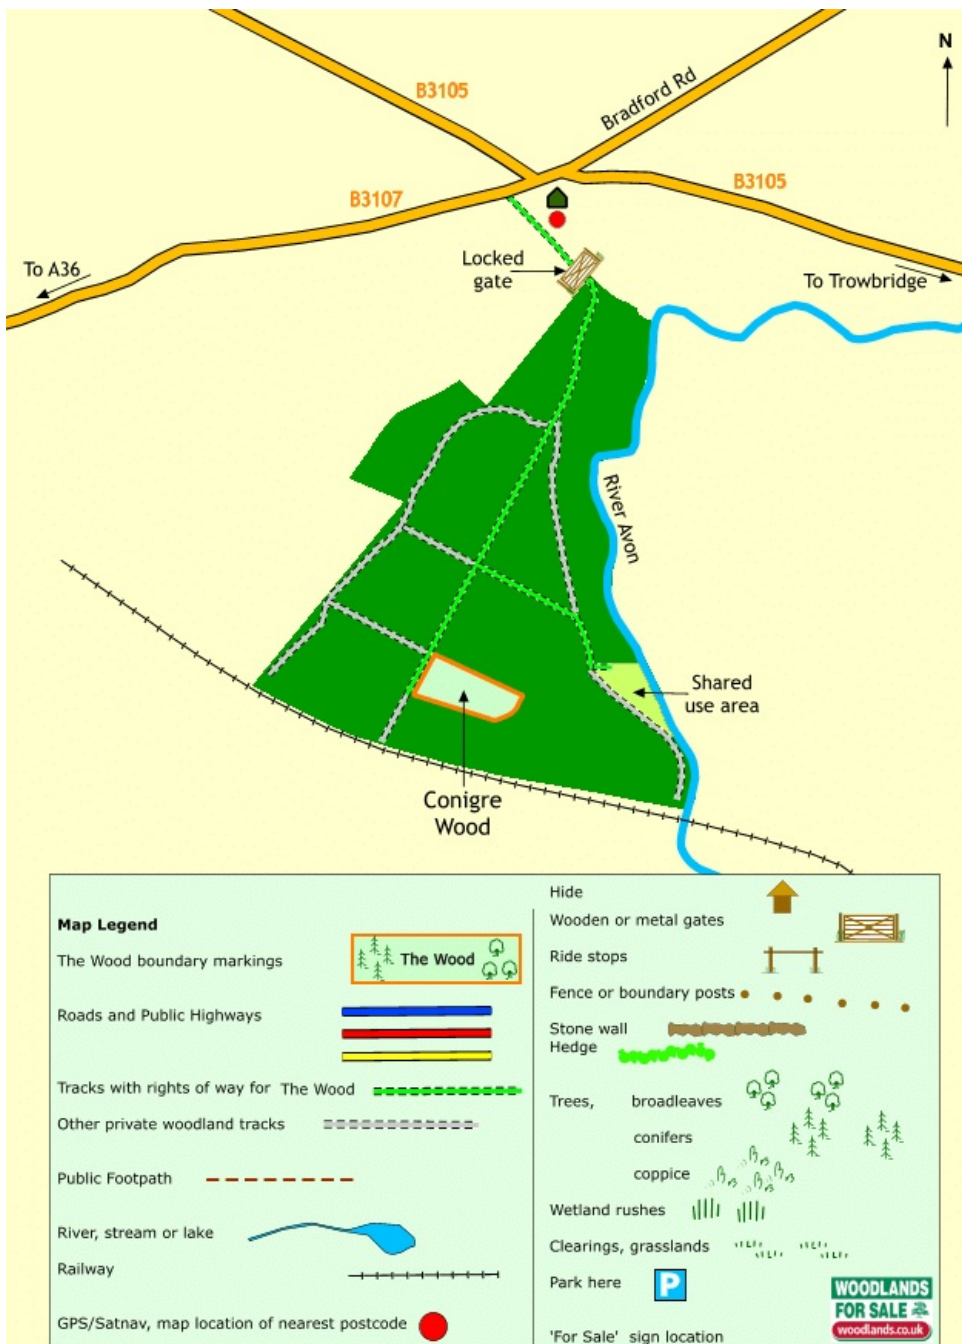 N
B3105
Bradford Rd
B3107
B3105
To A36
Locked
gate
To Trowbridge
River Avon
Shared
use area
Conigre
Wood
Map Legend
The Wood boundary markings
The Wood
Roads and Public Highways
Tracks with rights of way for The Wood
Other private woodland tracks
Public Footpath
River, stream or lake
Railway
GPS/Satnav, map location of nearest postcode
Hide
Wooden or metal gates
Ride stops
Fence or boundary posts
Stone wall
Hedge
Trees, broadleaves
conifers
coppice
Wetland rushes
Clearings, grasslands
Park here
P
'For Sale' sign location
WOODLANDS
FOR SALE
woodlands.co.uk